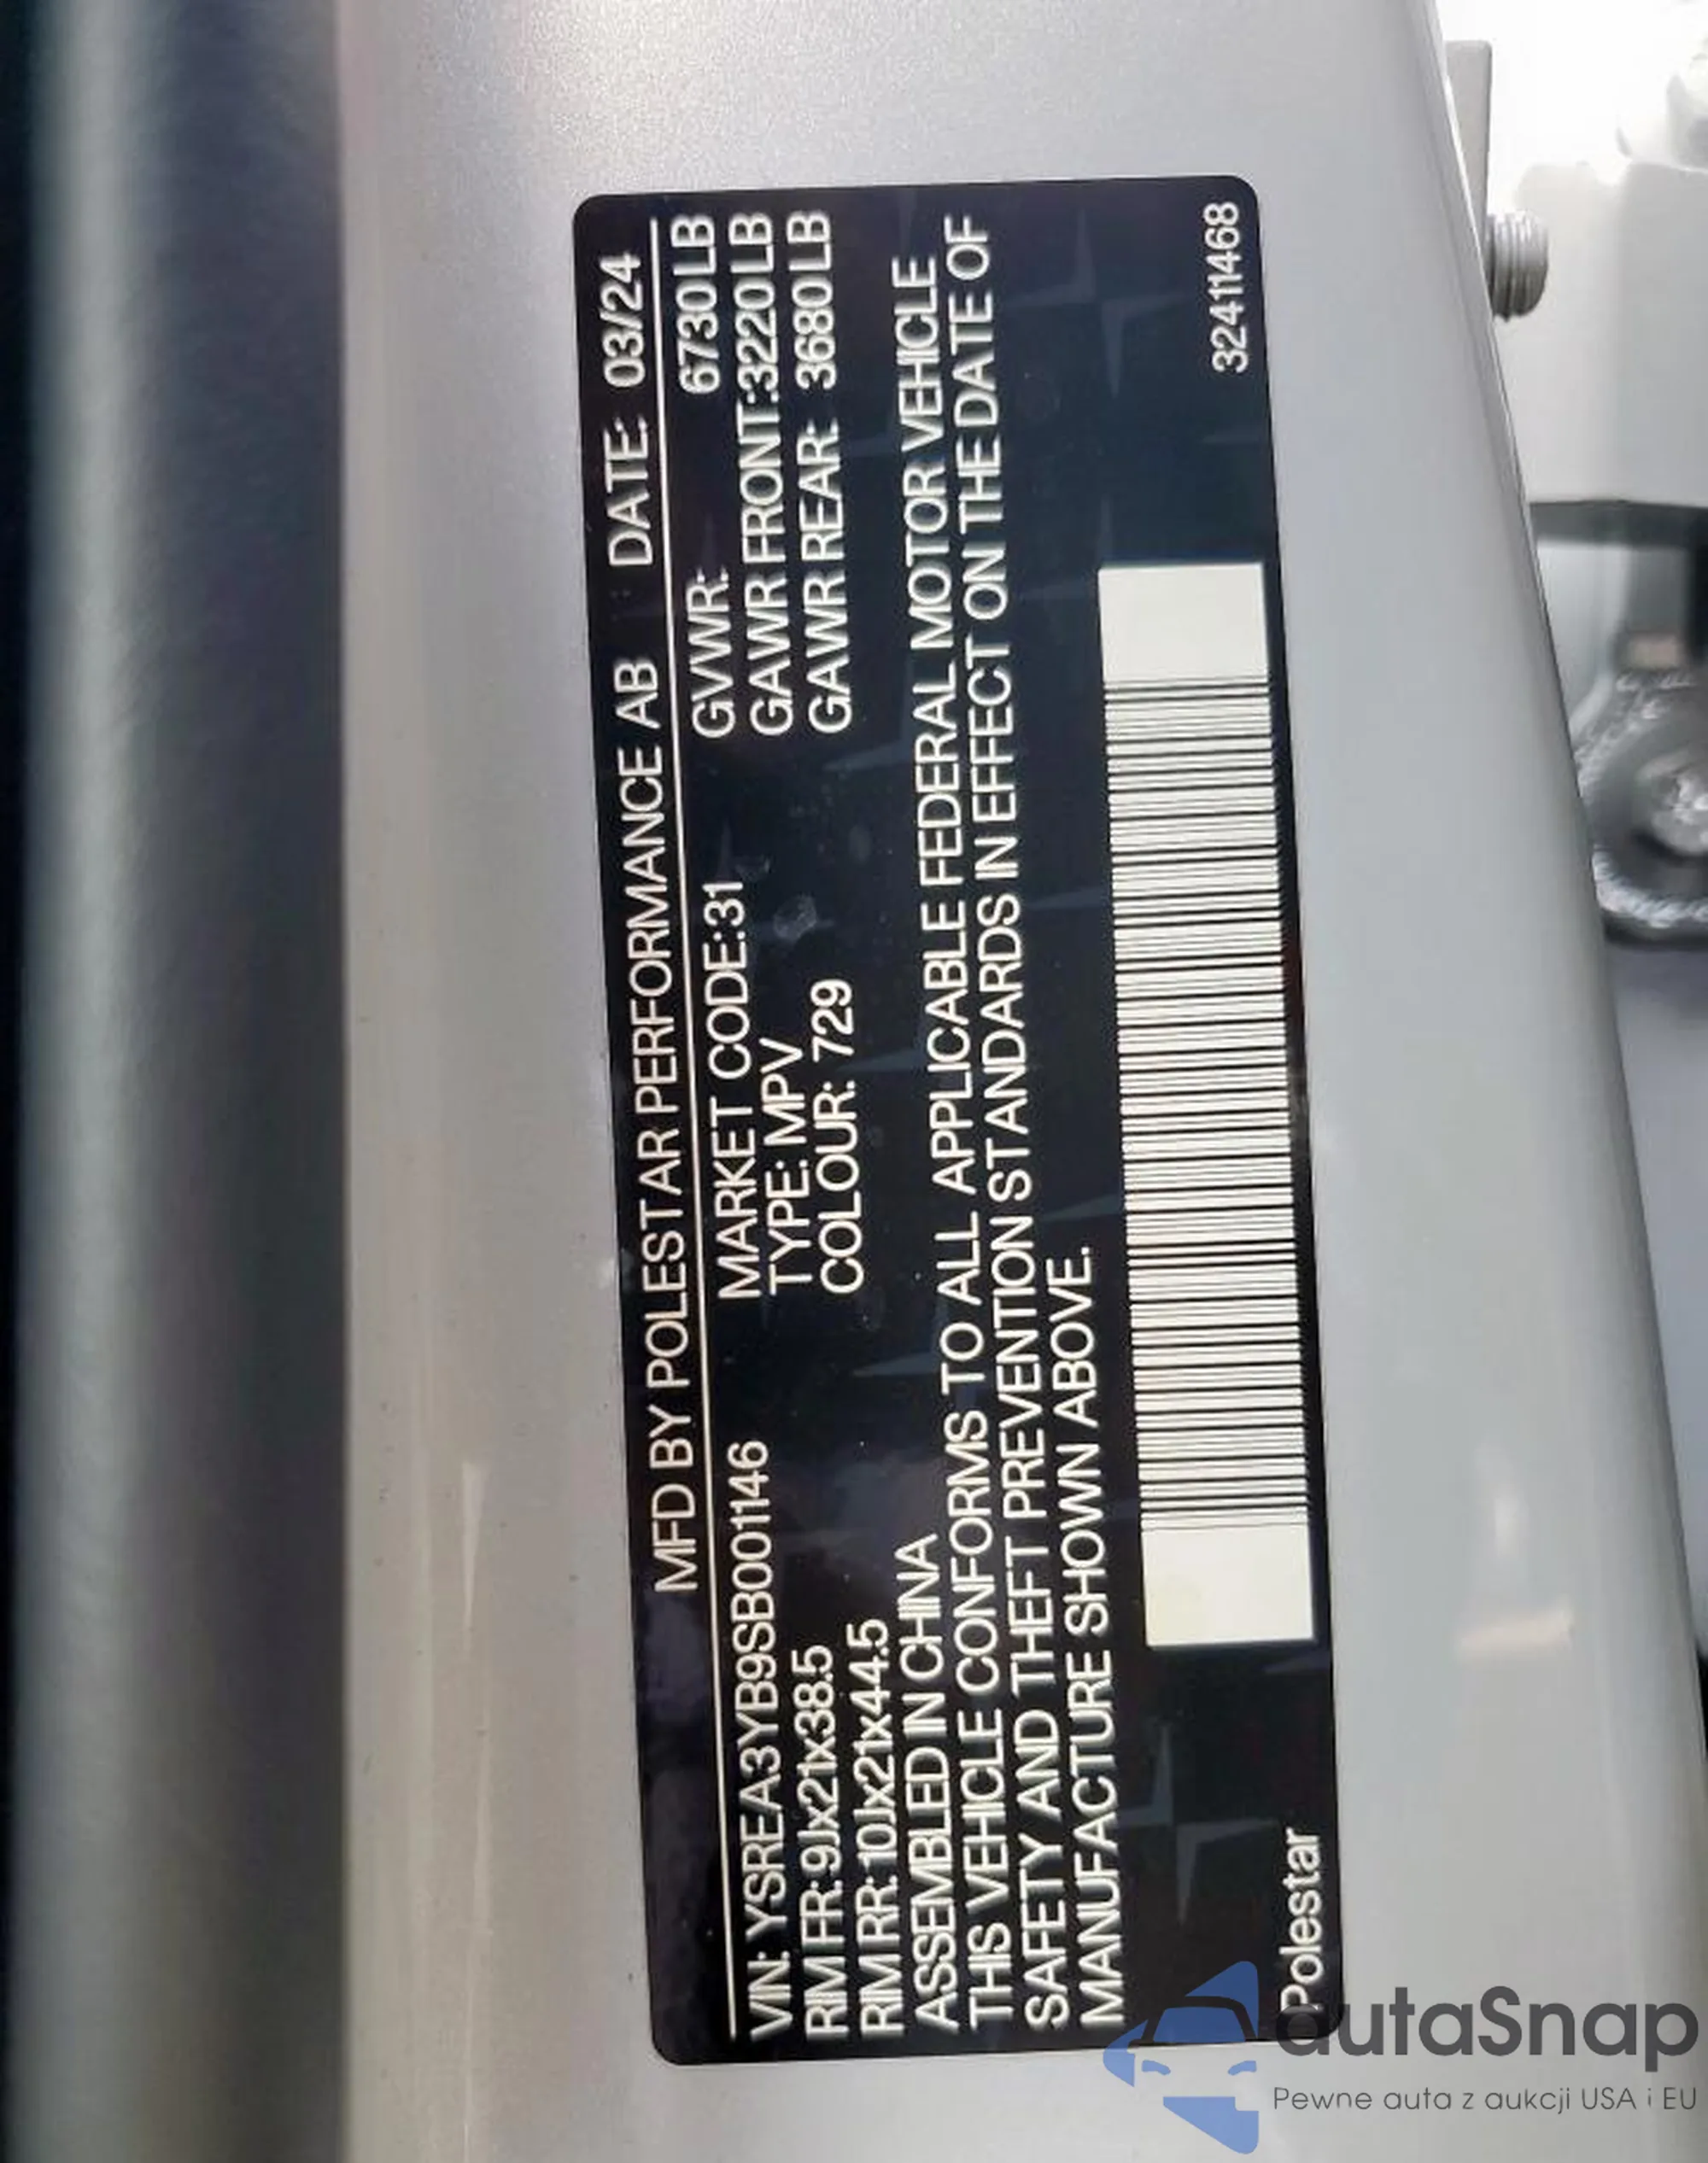 MFD BY POLESTAR PERFORMANCE AB DATE: 03/24
VIN: YSREA3YB9SB001146 MARKET CODE:31 GVWR: 6730LB
RIM FR: 9Jx21x38.5 TYPE: MPV GAWR FRONT:3220LB
RIM RR: 10Jx21x44.5 COLOUR: 729 GAWR REAR: 3680LB
ASSEMBLED IN CHINA
THIS VEHICLE CONFORMS TO ALL APPLICABLE FEDERAL MOTOR VEHICLE
SAFETY AND THEFT PREVENTION STANDARDS IN EFFECT ON THE DATE OF
MANUFACTURE SHOWN ABOVE.
Polestar 32411468
autaSnap
Pewne auta z aukcji USA i EU